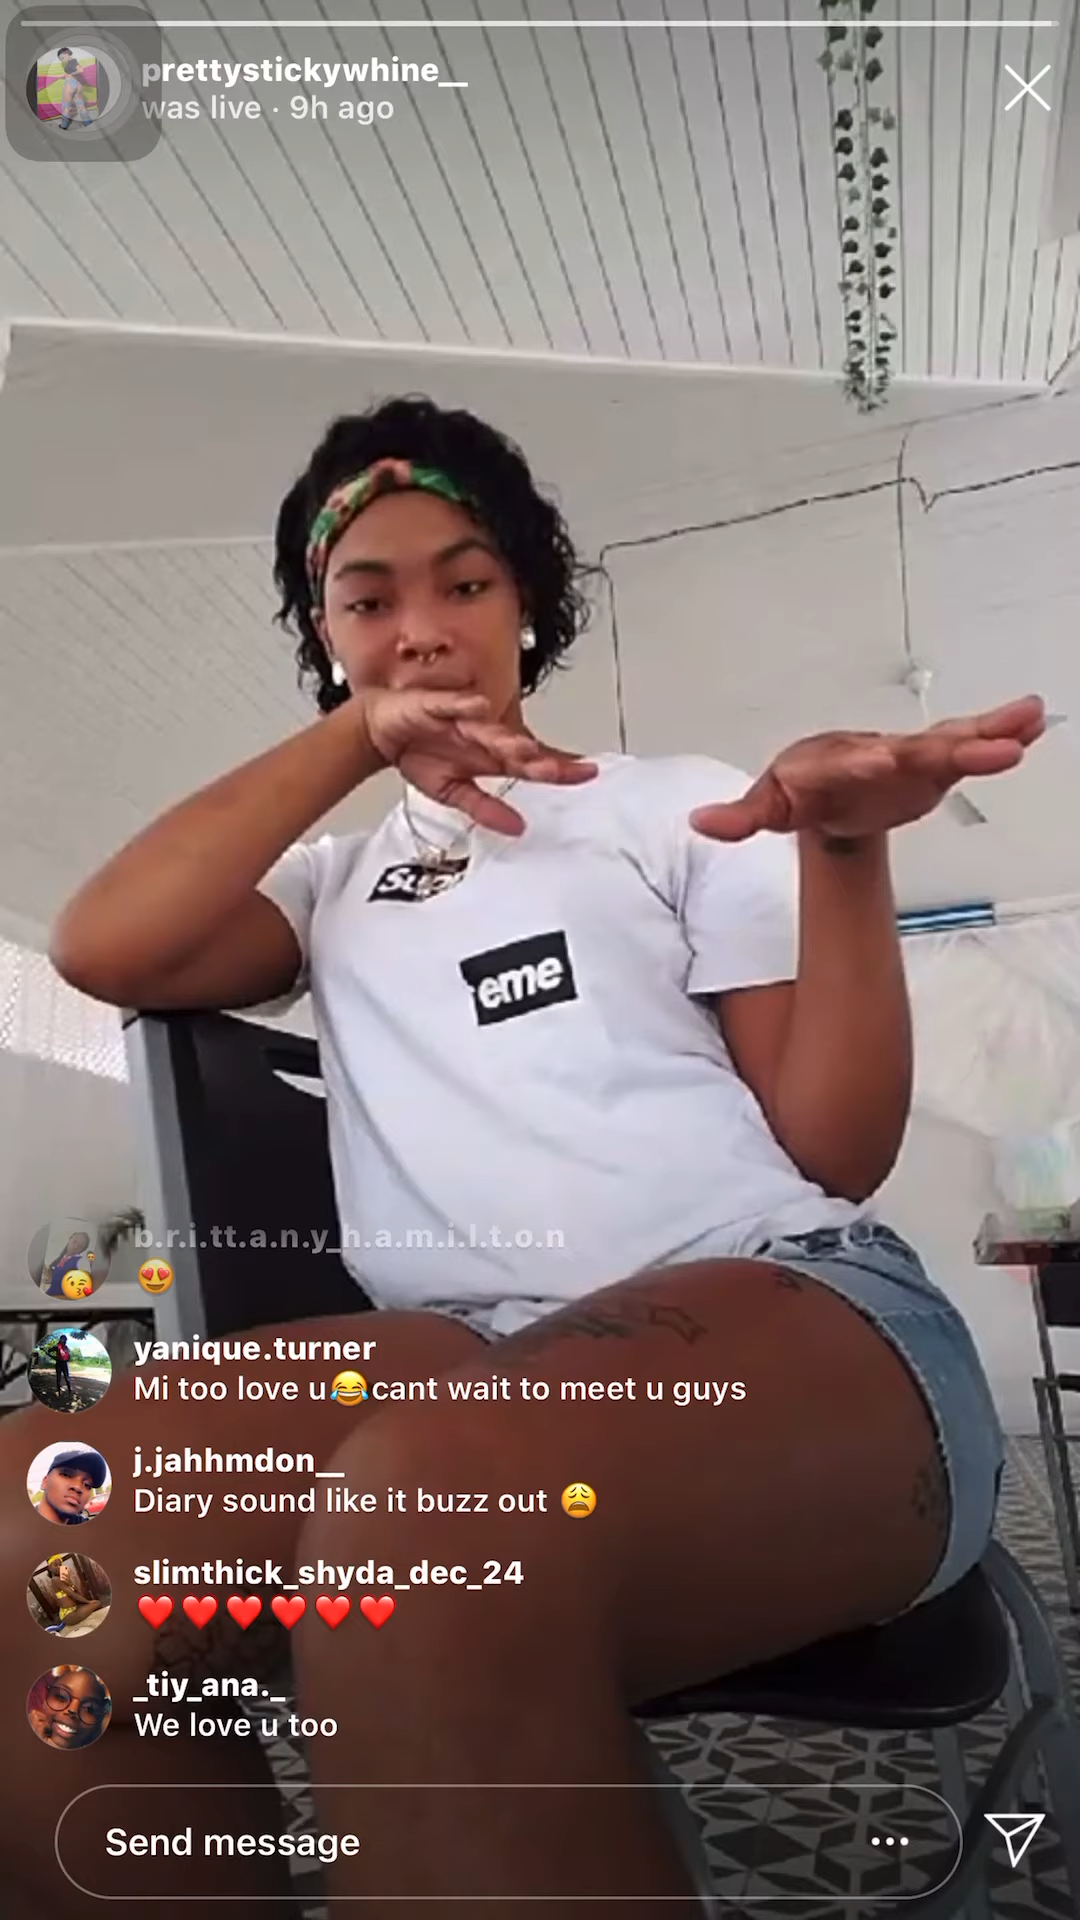 prettystickywhine__
was live · 9h ago
Sup
eme
b.r.i.tt.a.n.y_h.a.m.i.l.t.o.n
😍
yanique.turner
Mi too love u😂cant wait to meet u guys
j.jahhmdon__
Diary sound like it buzz out 😩
slimthick_shyda_dec_24
❤️❤️❤️❤️❤️❤️
_tiy_ana._
We love u too
Send message